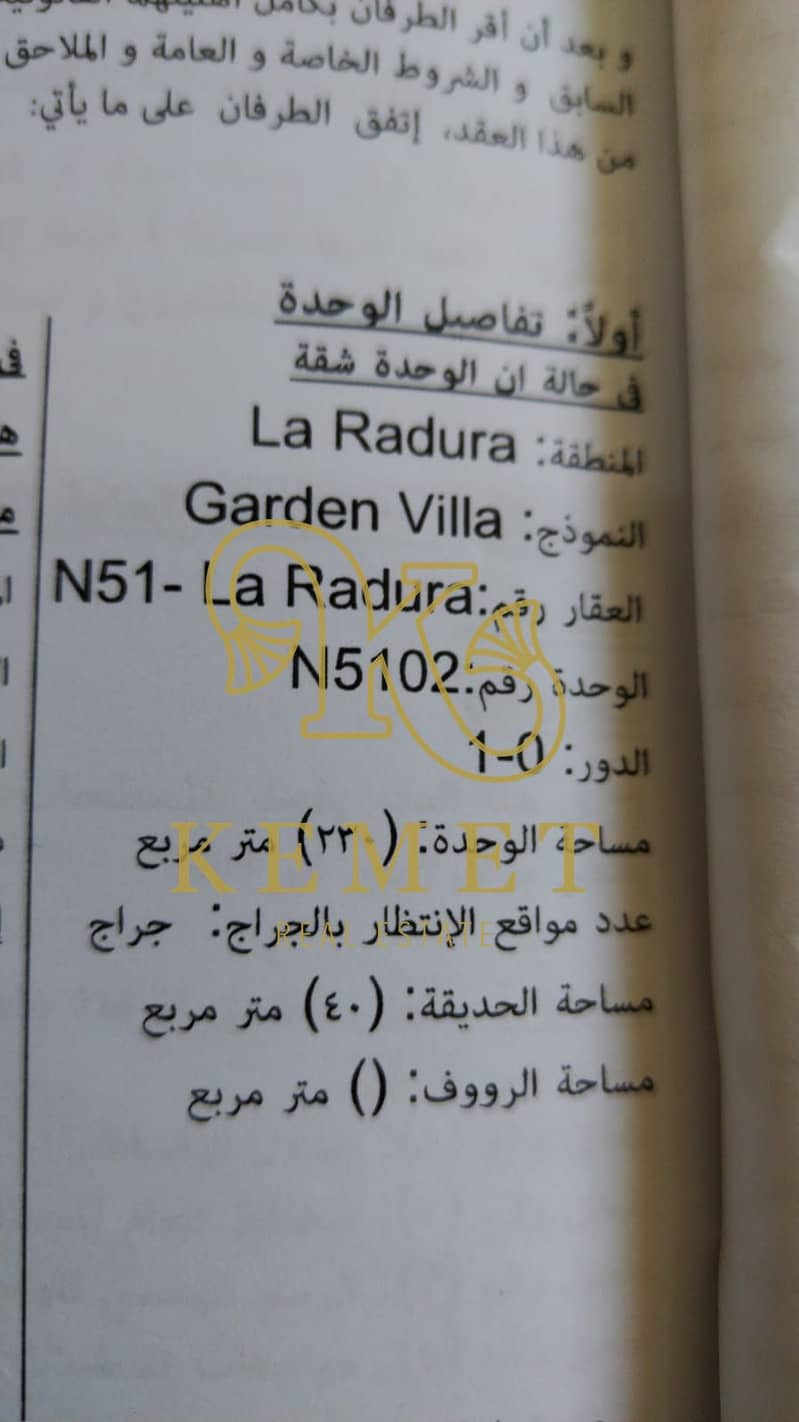 و بعد أن أقر الطرفان بكامل
السابق و الشروط الخاصة و العامة و الملاحق
من هذا العقد، إتفق الطرفان على ما يأتي:
أولاً: تفاصيل الوحدة
فى حالة ان الوحدة شقة
المنطقة: La Radura
النموذج: Garden Villa
العقار رقم:N51- La Radura
الوحدة رقم:N5102
الدور: 0-1
مساحة الوحدة: (٢٣٠) متر مربع
عدد مواقع الإنتظار بالجراج: جراج
مساحة الحديقة: (٤٠) متر مربع
مساحة الرووف: () متر مربع
KEMET
REAL ESTATE